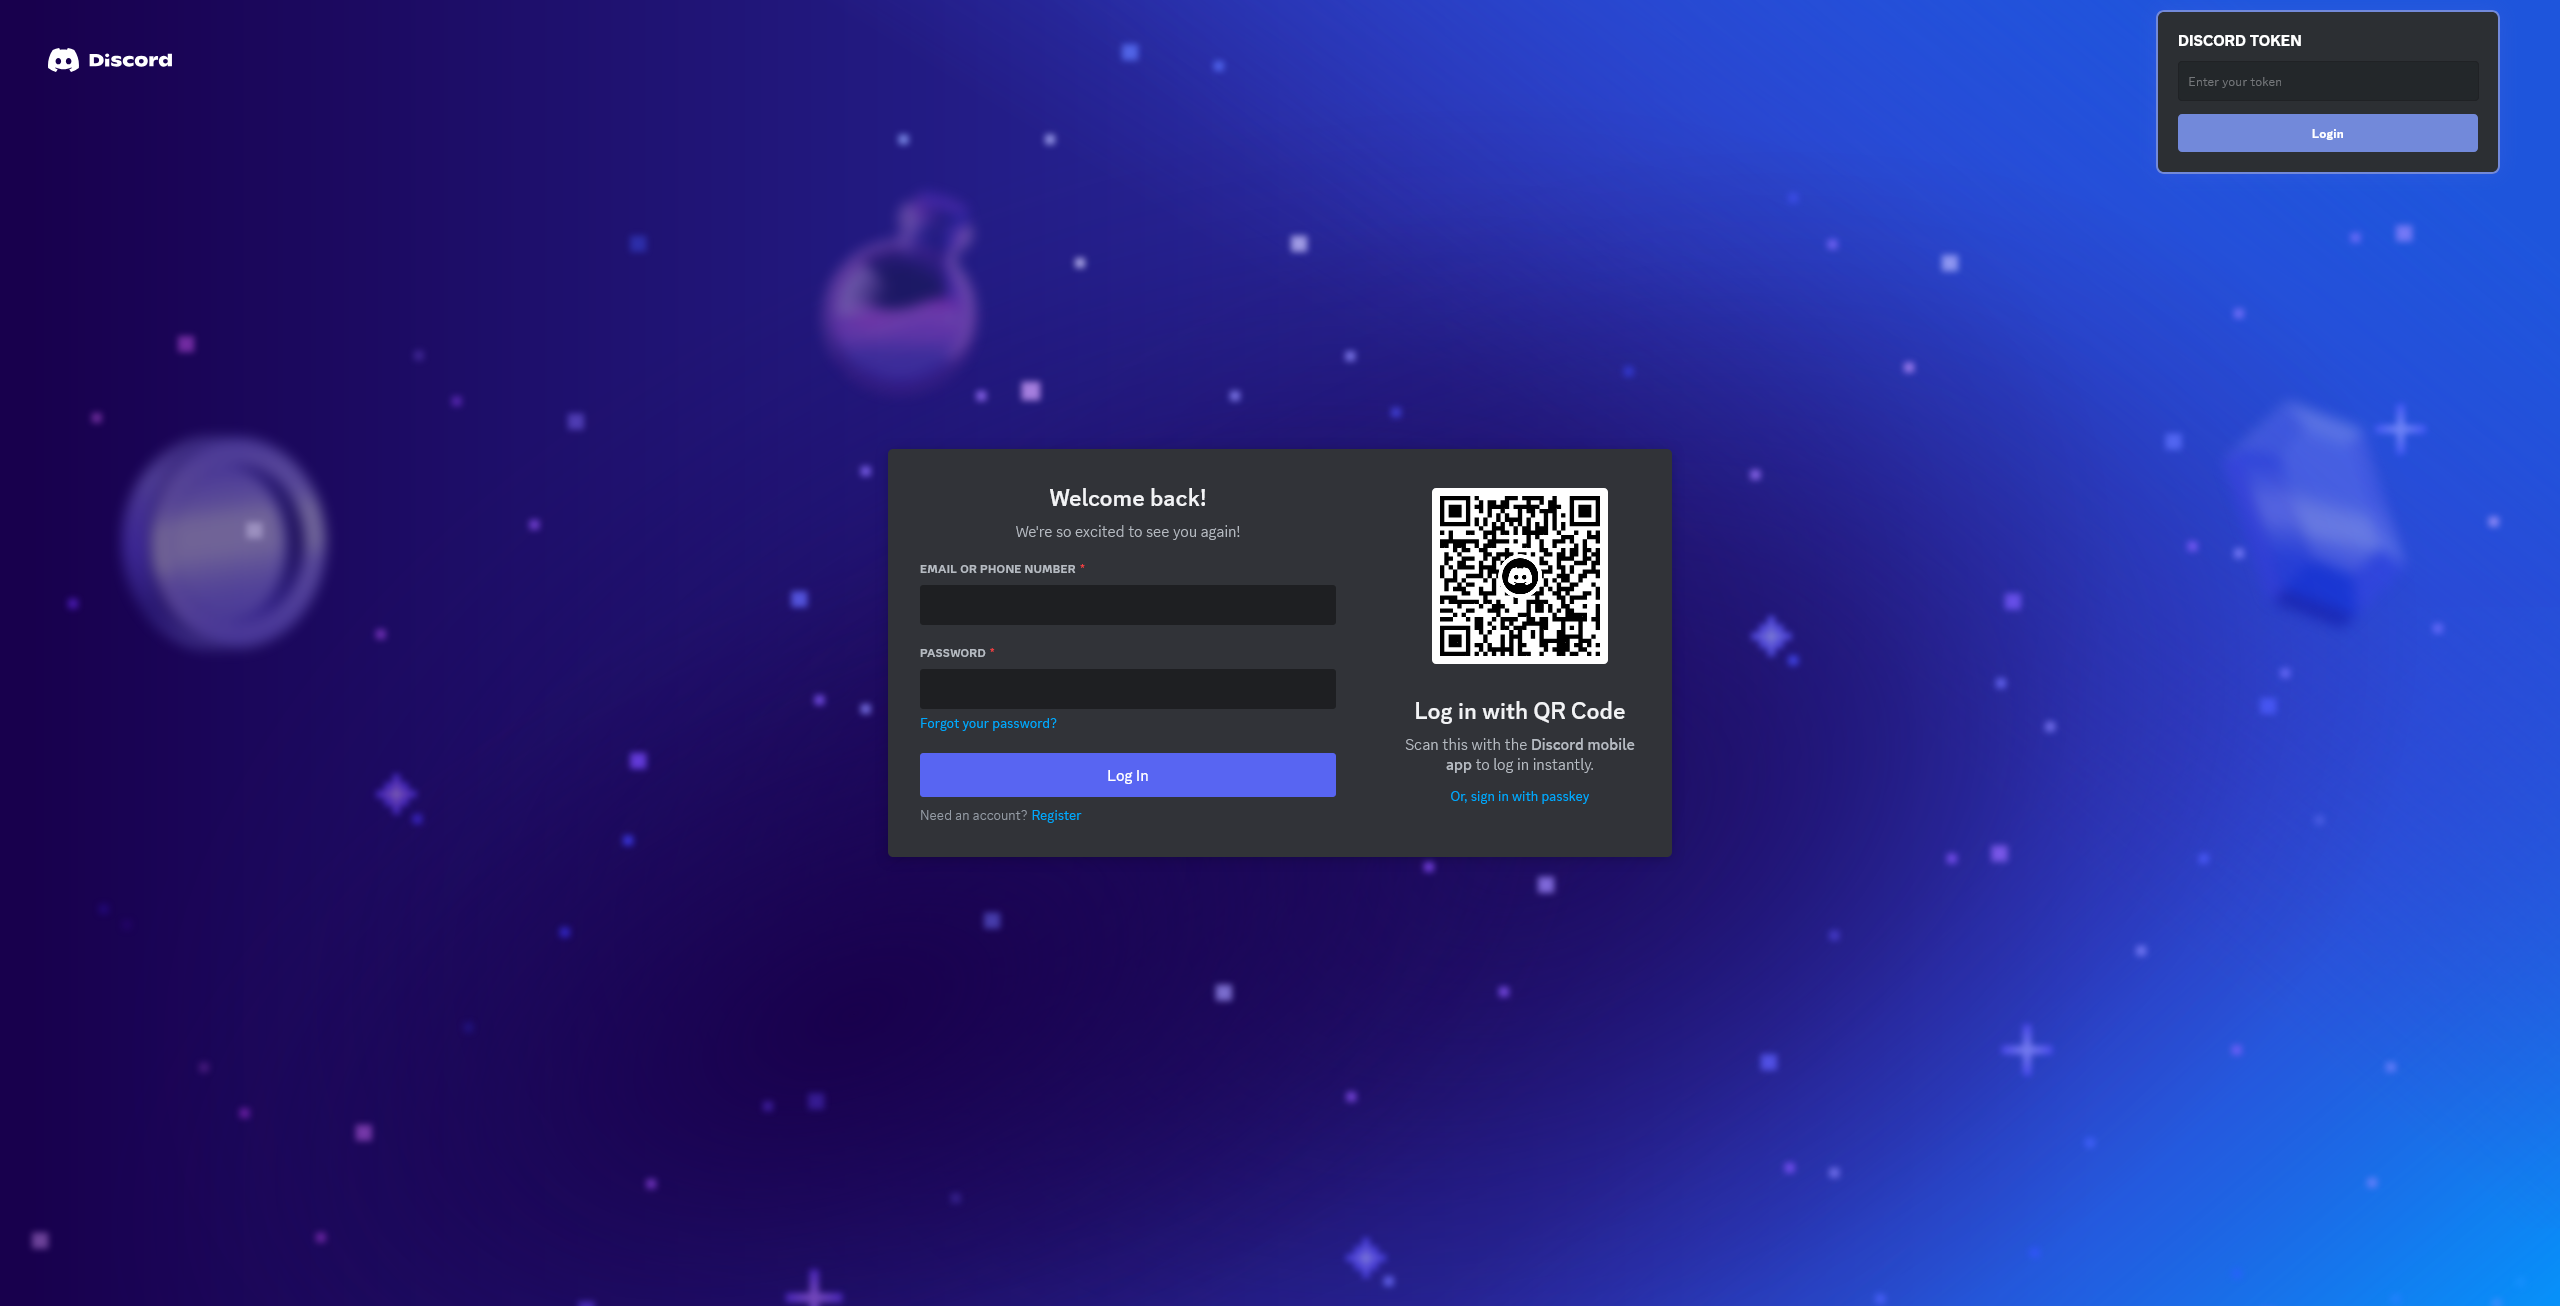 Discord
DISCORD TOKEN
Enter your token
Login
Welcome back!
We're so excited to see you again!
EMAIL OR PHONE NUMBER *
PASSWORD *
Forgot your password?
Log In
Need an account? Register
Log in with QR Code
Scan this with the Discord mobile
app to log in instantly.
Or, sign in with passkey